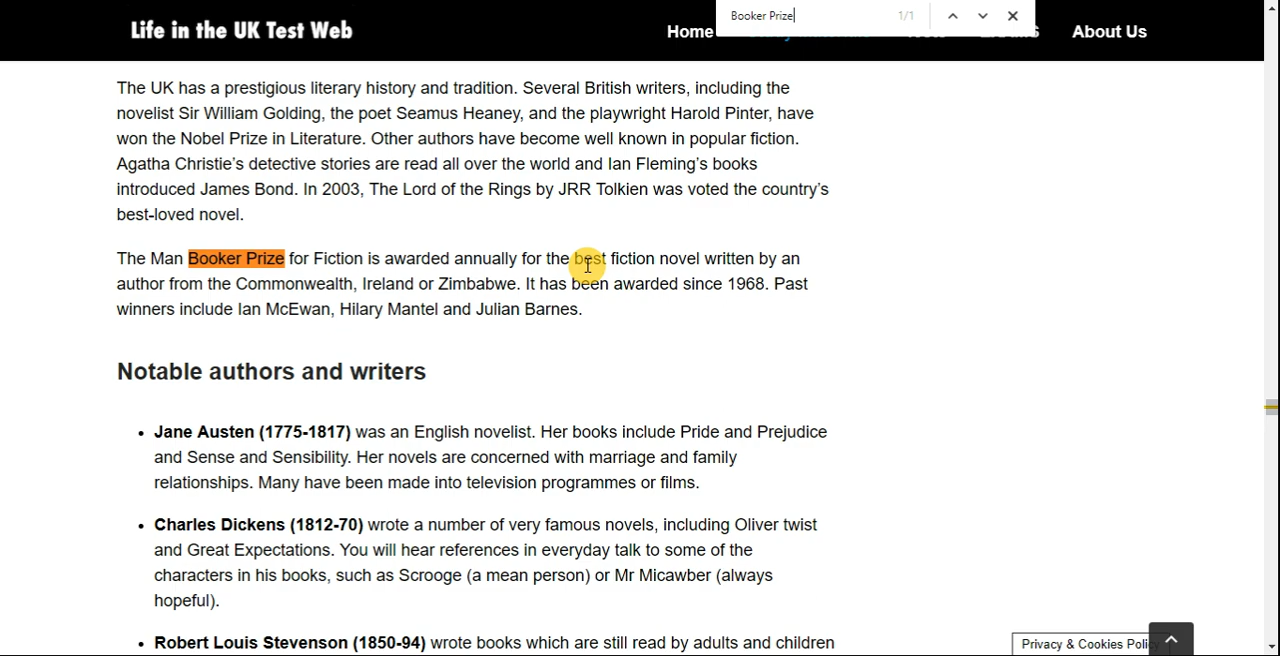 Life in the UK Test Web
Booker Prize
1/1
Home
About Us
The UK has a prestigious literary history and tradition. Several British writers, including the
novelist Sir William Golding, the poet Seamus Heaney, and the playwright Harold Pinter, have
won the Nobel Prize in Literature. Other authors have become well known in popular fiction.
Agatha Christie’s detective stories are read all over the world and Ian Fleming’s books
introduced James Bond. In 2003, The Lord of the Rings by JRR Tolkien was voted the country’s
best-loved novel.
The Man Booker Prize for Fiction is awarded annually for the best fiction novel written by an
author from the Commonwealth, Ireland or Zimbabwe. It has been awarded since 1968. Past
winners include Ian McEwan, Hilary Mantel and Julian Barnes.
Notable authors and writers
• Jane Austen (1775-1817) was an English novelist. Her books include Pride and Prejudice
and Sense and Sensibility. Her novels are concerned with marriage and family
relationships. Many have been made into television programmes or films.
• Charles Dickens (1812-70) wrote a number of very famous novels, including Oliver twist
and Great Expectations. You will hear references in everyday talk to some of the
characters in his books, such as Scrooge (a mean person) or Mr Micawber (always
hopeful).
• Robert Louis Stevenson (1850-94) wrote books which are still read by adults and children
Privacy & Cookies Poli